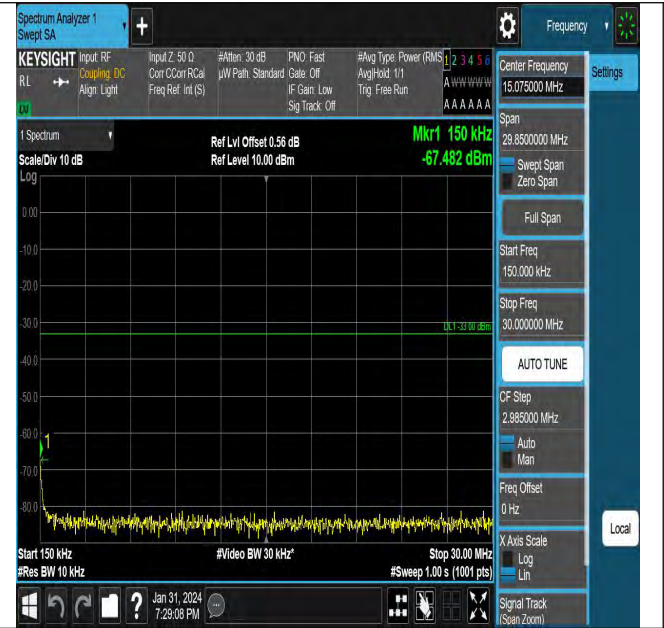 Spectrum Analyzer 1
Swept SA
+
Frequency
KEYSIGHT
RL
Input: RF
Coupling: DC
Align: Light
Input Z: 50 Ω
Corr CCorr RCal
Freq Ref: Int (S)
#Atten: 30 dB
µW Path: Standard
PNO: Fast
Gate: Off
IF Gain: Low
Sig Track: Off
#Avg Type: Power (RMS
Avg|Hold: 1/1
Trig: Free Run
1 2 3 4 5 6
A W W W W W
A A A A A A
1 Spectrum
Scale/Div 10 dB
Ref Lvl Offset 0.56 dB
Ref Level 10.00 dBm
Mkr1 150 kHz
-67.482 dBm
Log
0.00
-10.0
-20.0
-30.0
DL1 -33.00 dBm
-40.0
-50.0
-60.0
1
-70.0
-80.0
Start 150 kHz
#Video BW 30 kHz*
Stop 30.00 MHz
#Res BW 10 kHz
#Sweep 1.00 s (1001 pts)
?
Jan 31, 2024
7:29:08 PM
Center Frequency
15.075000 MHz
Settings
Span
29.8500000 MHz
Swept Span
Zero Span
Full Span
Start Freq
150.000 kHz
Stop Freq
30.000000 MHz
AUTO TUNE
CF Step
2.985000 MHz
Auto
Man
Freq Offset
0 Hz
X Axis Scale
Log
Lin
Local
Signal Track
(Span Zoom)